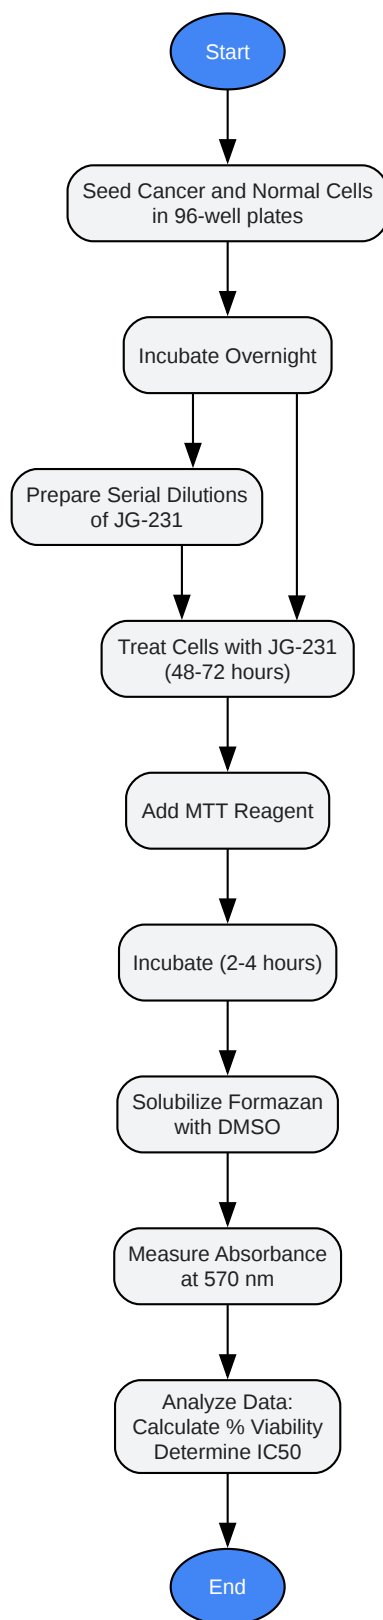 Start
Seed Cancer and Normal Cells
in 96-well plates
Incubate Overnight
Prepare Serial Dilutions
of JG-231
Treat Cells with JG-231
(48-72 hours)
Add MTT Reagent
Incubate (2-4 hours)
Solubilize Formazan
with DMSO
Measure Absorbance
at 570 nm
Analyze Data:
Calculate % Viability
Determine IC50
End